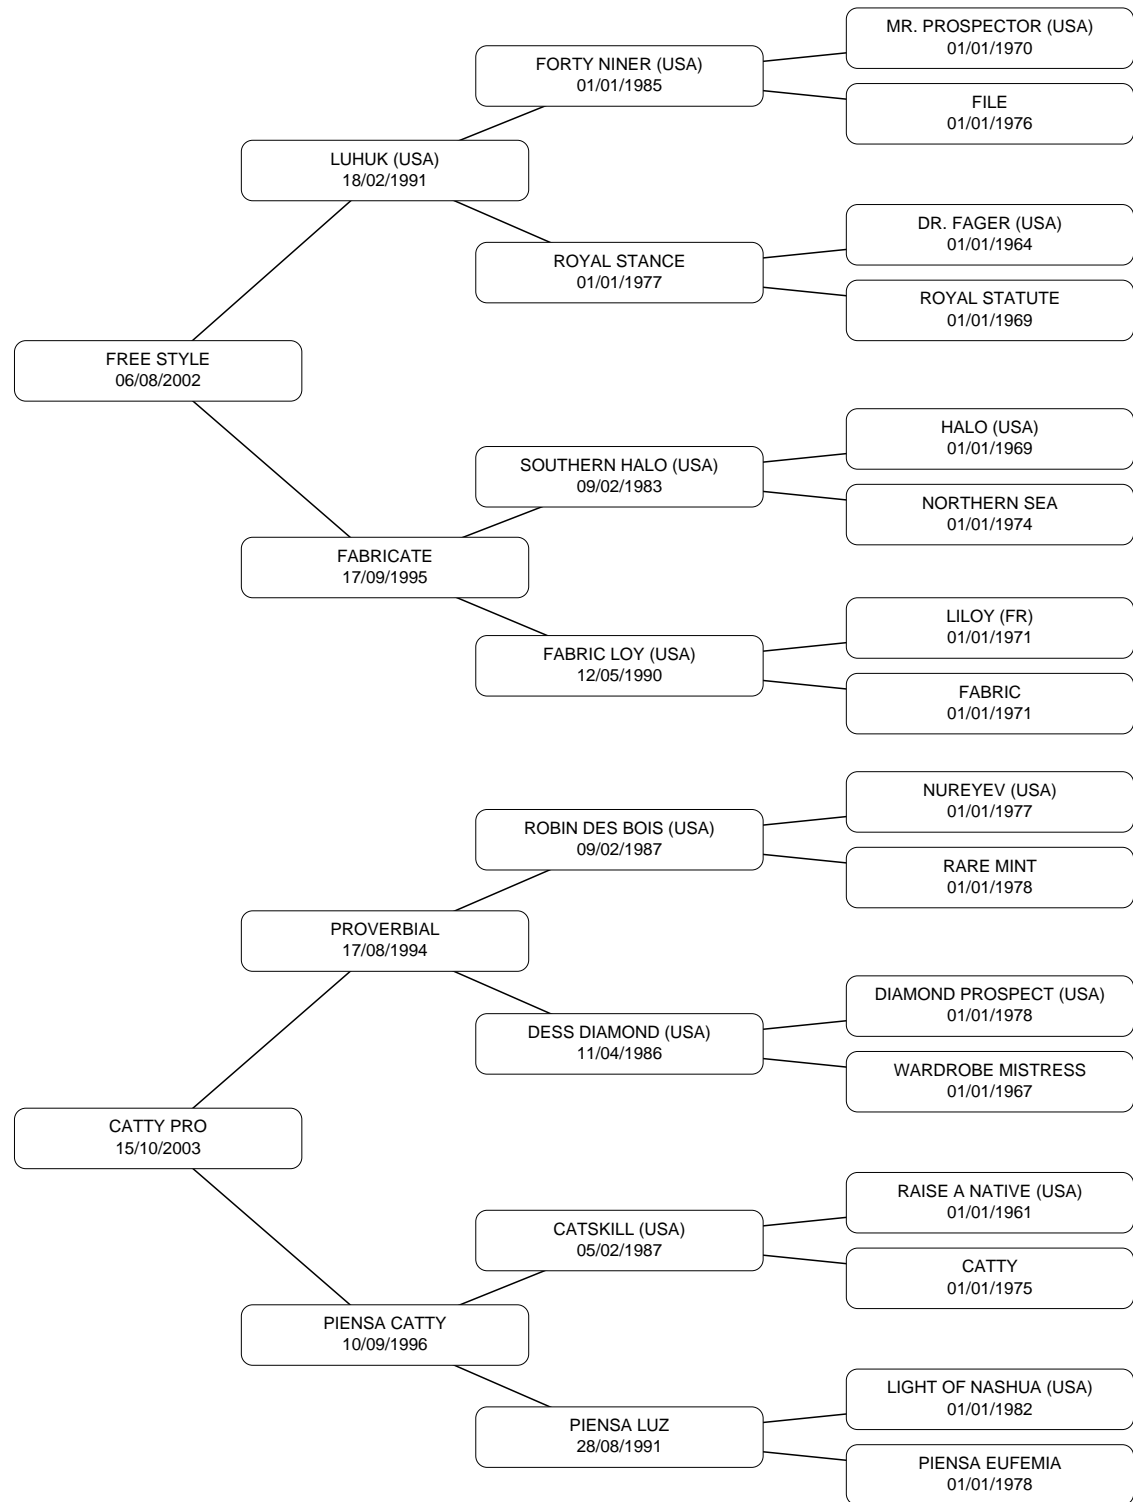 MR. PROSPECTOR (USA)
01/01/1970
FORTY NINER (USA)
01/01/1985
FILE
01/01/1976
LUHUK (USA)
18/02/1991
DR. FAGER (USA)
01/01/1964
ROYAL STANCE
01/01/1977
ROYAL STATUTE
01/01/1969
FREE STYLE
06/08/2002
HALO (USA)
01/01/1969
SOUTHERN HALO (USA)
09/02/1983
NORTHERN SEA
01/01/1974
FABRICATE
17/09/1995
LILOY (FR)
01/01/1971
FABRIC LOY (USA)
12/05/1990
FABRIC
01/01/1971
NUREYEV (USA)
01/01/1977
ROBIN DES BOIS (USA)
09/02/1987
RARE MINT
01/01/1978
PROVERBIAL
17/08/1994
DIAMOND PROSPECT (USA)
01/01/1978
DESS DIAMOND (USA)
11/04/1986
WARDROBE MISTRESS
01/01/1967
CATTY PRO
15/10/2003
RAISE A NATIVE (USA)
01/01/1961
CATSKILL (USA)
05/02/1987
CATTY
01/01/1975
PIENSA CATTY
10/09/1996
LIGHT OF NASHUA (USA)
01/01/1982
PIENSA LUZ
28/08/1991
PIENSA EUFEMIA
01/01/1978